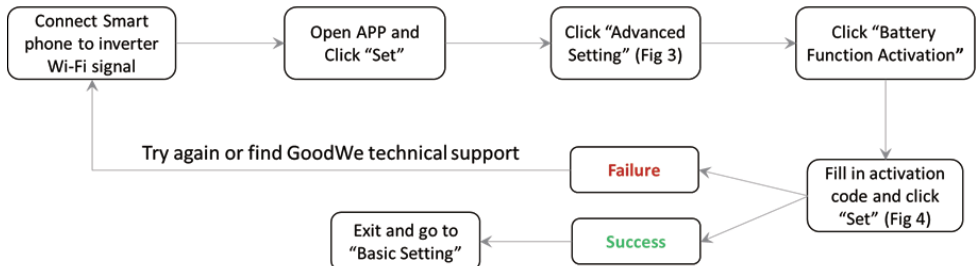 Connect Smart
phone to inverter
Wi-Fi signal
Open APP and
Click “Set”
Click “Advanced
Setting” (Fig 3)
Click “Battery
Function Activation”
Fill in activation
code and click
“Set” (Fig 4)
Try again or find GoodWe technical support
Failure
Success
Exit and go to
“Basic Setting”